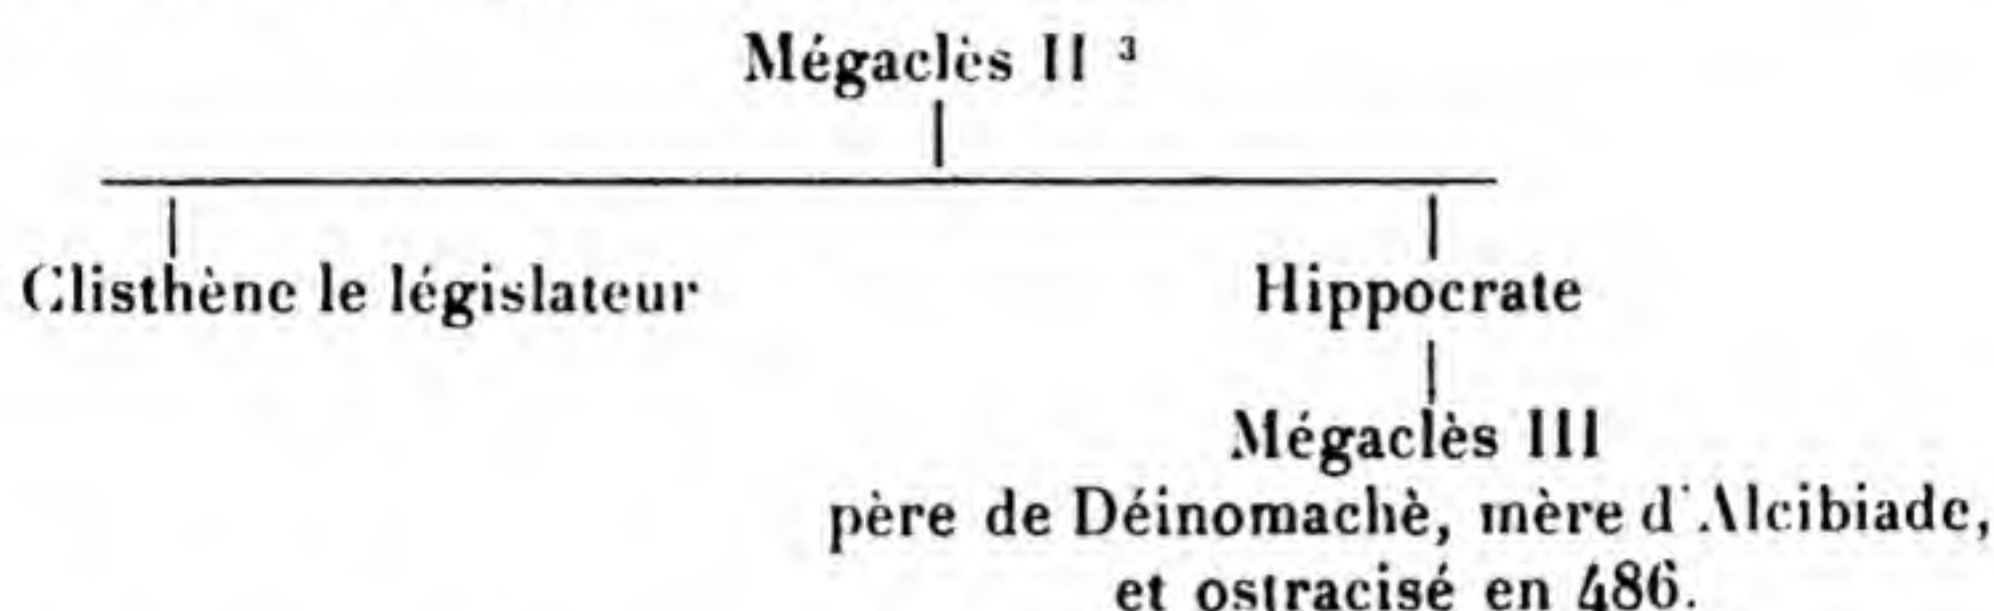 Mégaclès II ³
Clisthène le législateur
Hippocrate
Mégaclès III
père de Déinomachè, mère d'Alcibiade,
et ostracisé en 486.